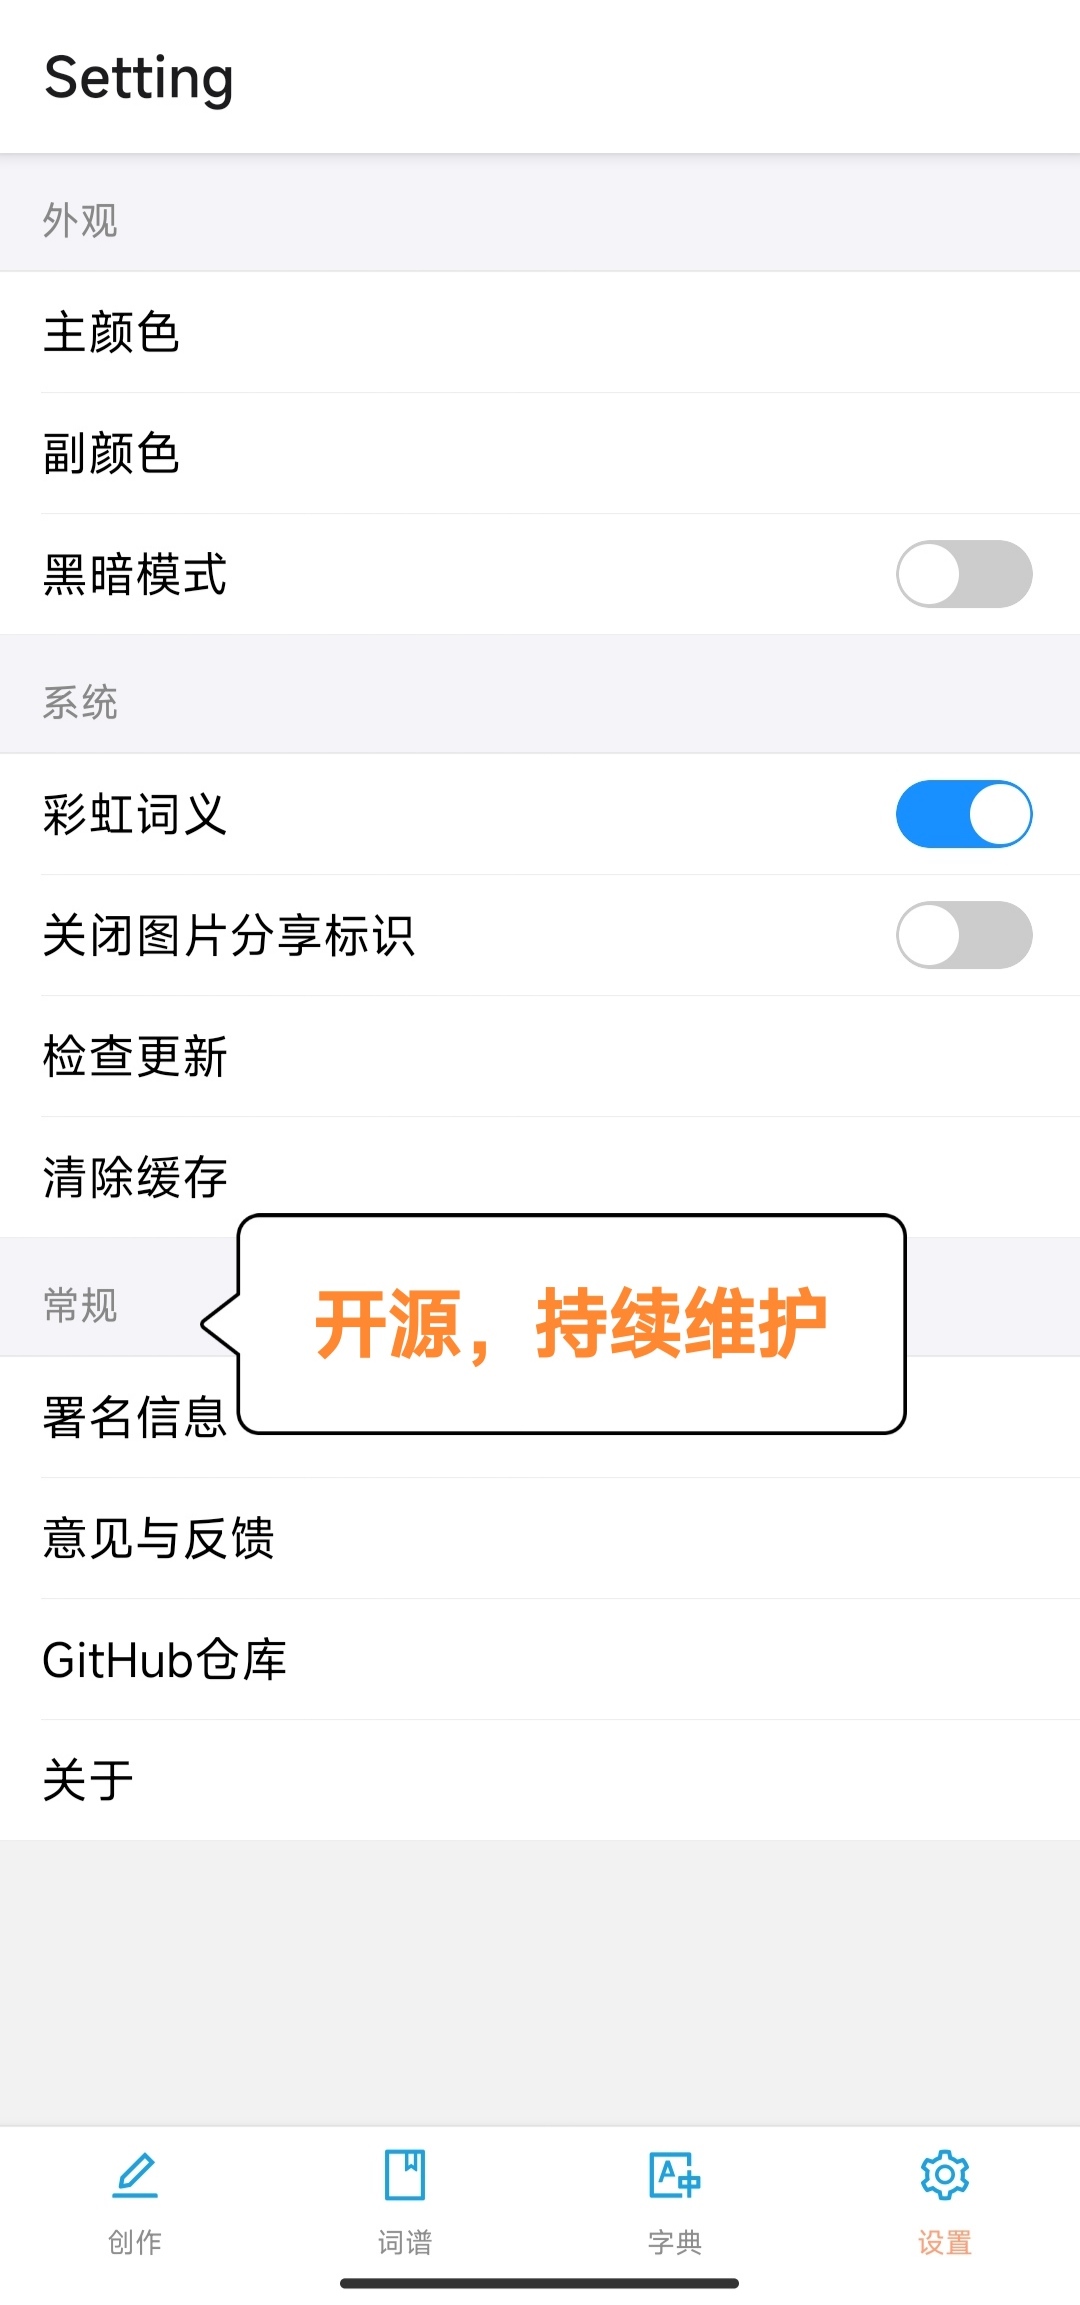 Setting
外观
主颜色
副颜色
黑暗模式
系统
彩虹词义
关闭图片分享标识
检查更新
清除缓存
常规
开源，持续维护
署名信息
意见与反馈
GitHub仓库
关于
创作
词谱
字典
设置